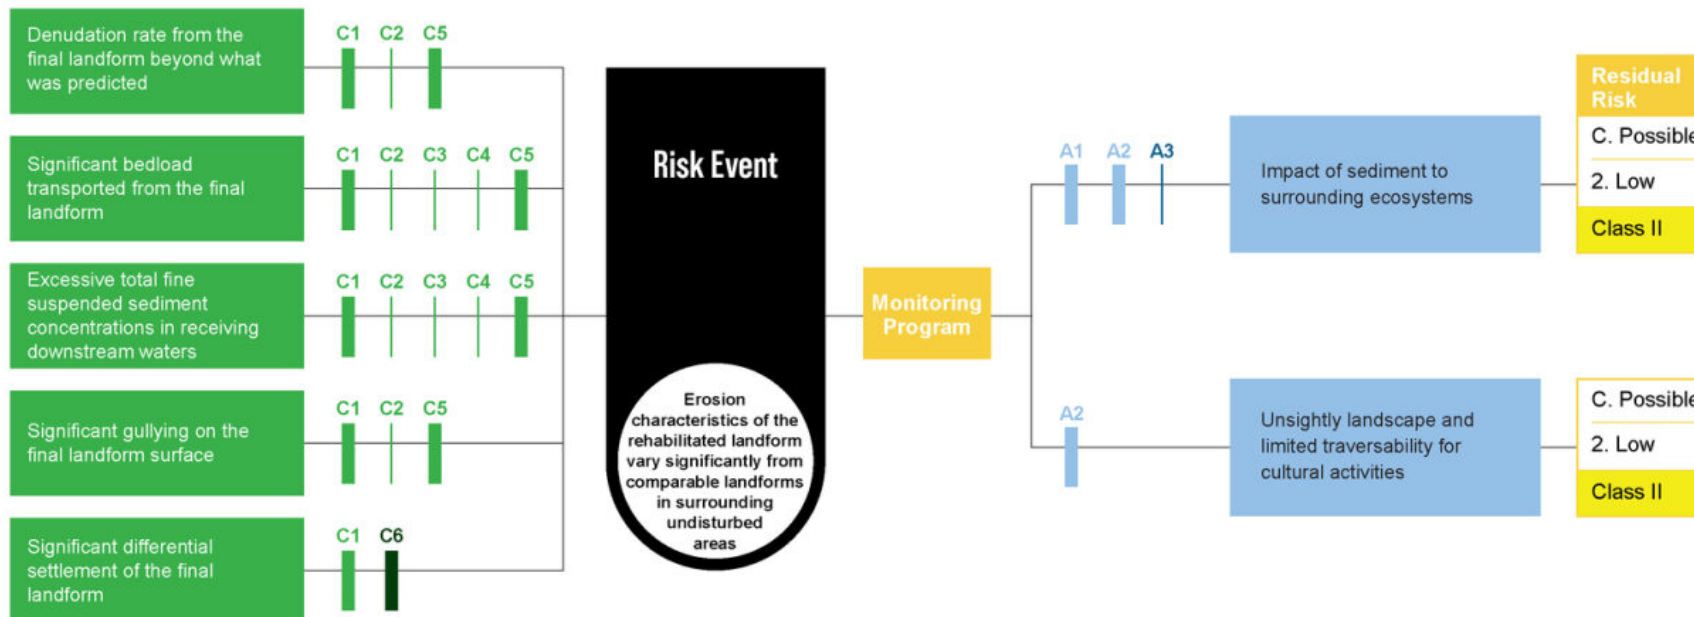 Denudation rate from the
final landform beyond what
was predicted
C1 C2 C5
Significant bedload
transported from the final
landform
C1 C2 C3 C4 C5
Excessive total fine
suspended sediment
concentrations in receiving
downstream waters
C1 C2 C3 C4 C5
Significant gullying on the
final landform surface
C1 C2 C5
Significant differential
settlement of the final
landform
C1 C6
Risk Event
Erosion
characteristics of the
rehabilitated landform
vary significantly from
comparable landforms
in surrounding
undisturbed
areas
Monitoring
Program
A1 A2 A3
Impact of sediment to
surrounding ecosystems
Residual
Risk
C. Possible
2. Low
Class II
A2
Unsightly landscape and
limited traversability for
cultural activities
C. Possible
2. Low
Class II